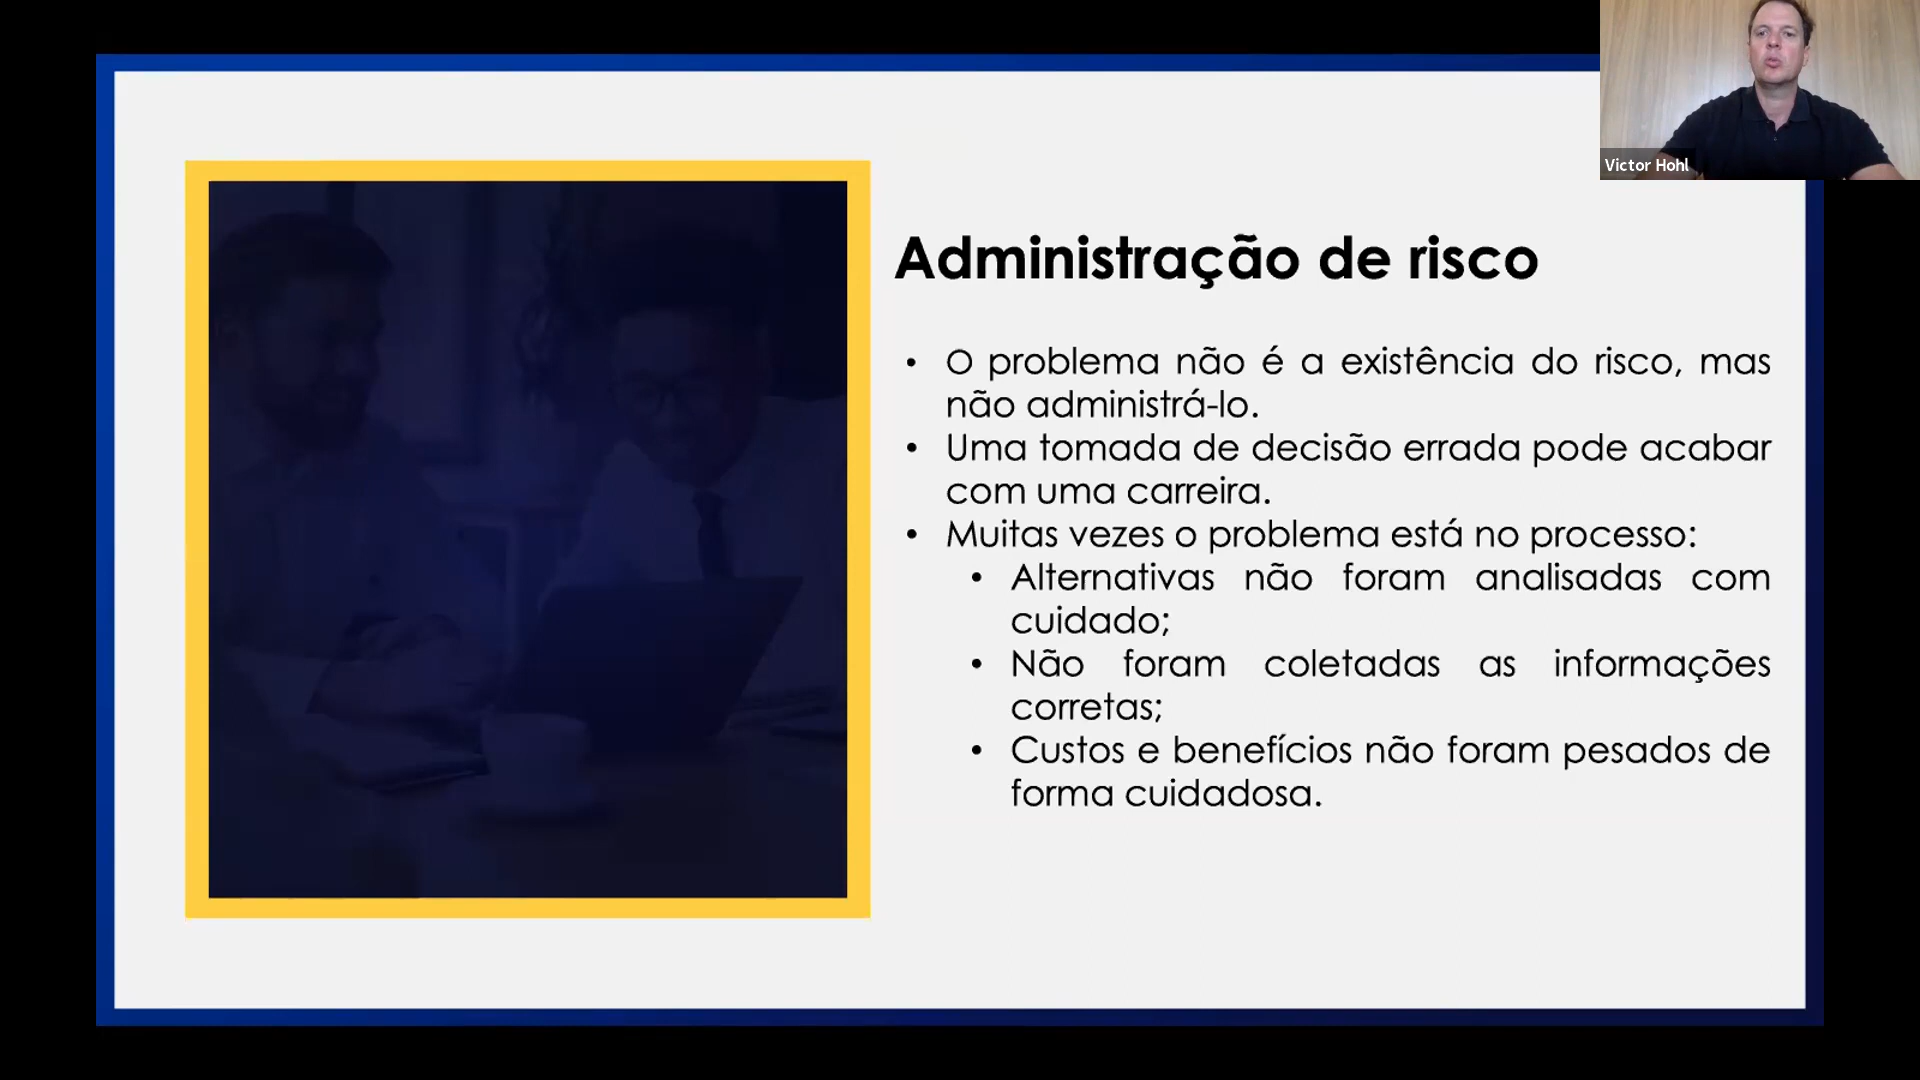 Victor Hohl
Administração de risco
• O problema não é a existência do risco, mas
não administrá-lo.
• Uma tomada de decisão errada pode acabar
com uma carreira.
• Muitas vezes o problema está no processo:
• Alternativas não foram analisadas com
cuidado;
• Não foram coletadas as informações
corretas;
• Custos e benefícios não foram pesados de
forma cuidadosa.